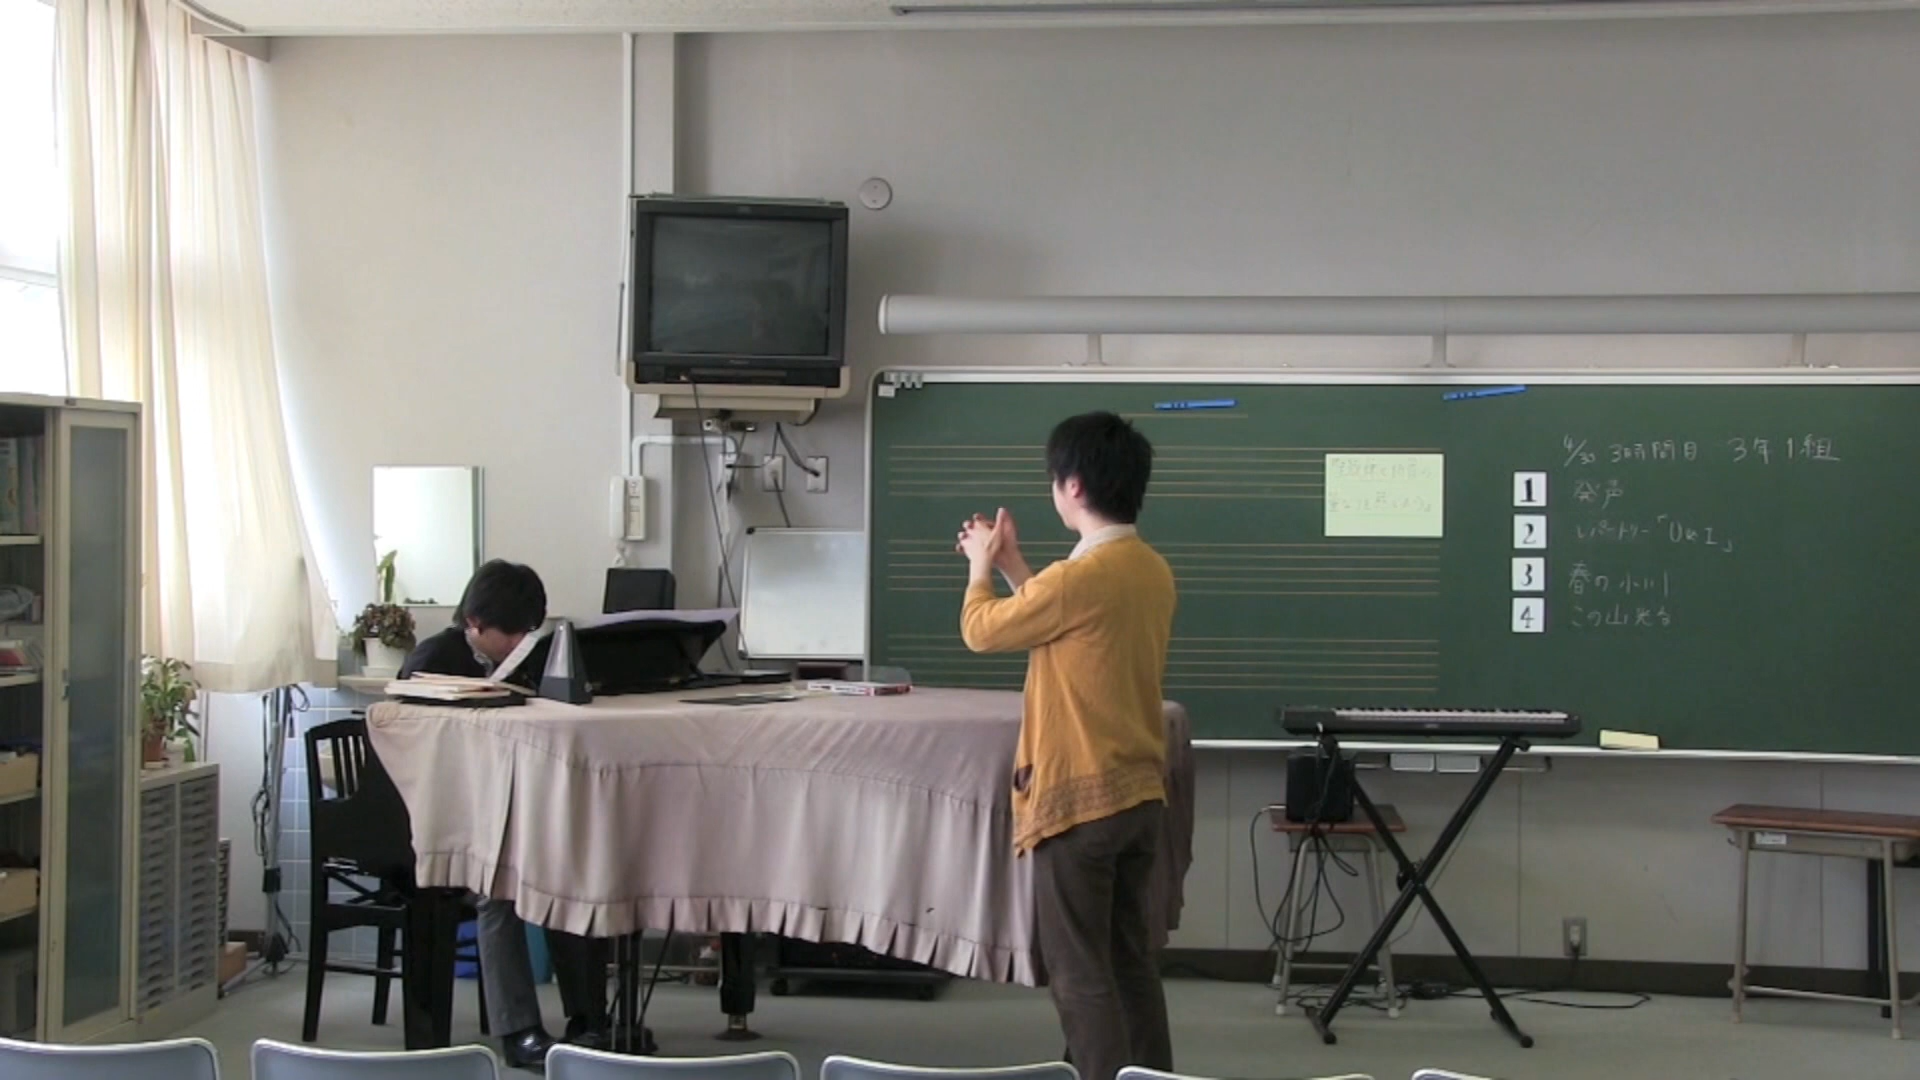 4/30 3時間目 3年1組
1 発声
2 レパートリー「U&I」
3 春の小川
4 この山光る